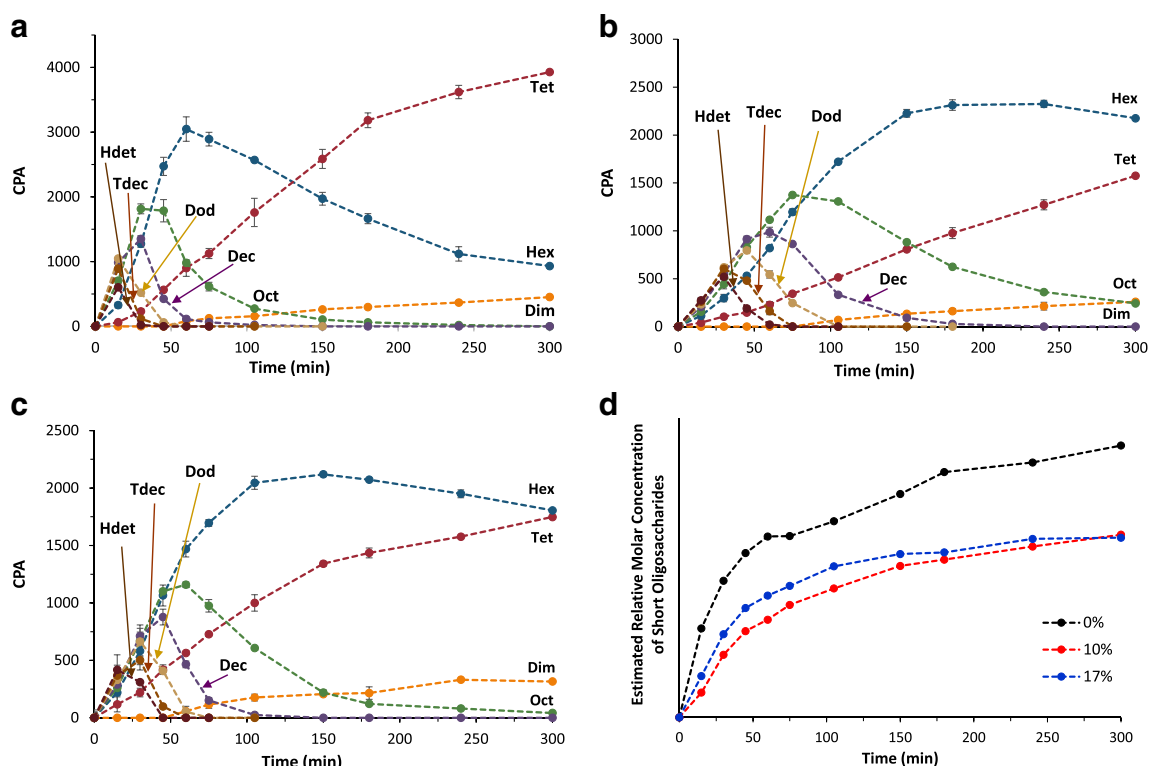 a
4000
3000
2000
1000
0
CPA
0 50 100 150 200 250 300
Time (min)
Hdet
Tdec
Dod
Dec
Oct
Tet
Hex
Dim
b
3000
2500
2000
1500
1000
500
0
CPA
0 50 100 150 200 250 300
Time (min)
Hdet
Tdec
Dod
Dec
Hex
Tet
Dim
c
2500
2000
1500
1000
500
0
CPA
0 50 100 150 200 250 300
Time (min)
Hdet
Tdec
Dod
Dec
Hex
Tet
Dim
Oct
d
Estimated Relative Molar Concentration
of Short Oligosaccharides
0%
10%
17%
0 50 100 150 200 250 300
Time (min)